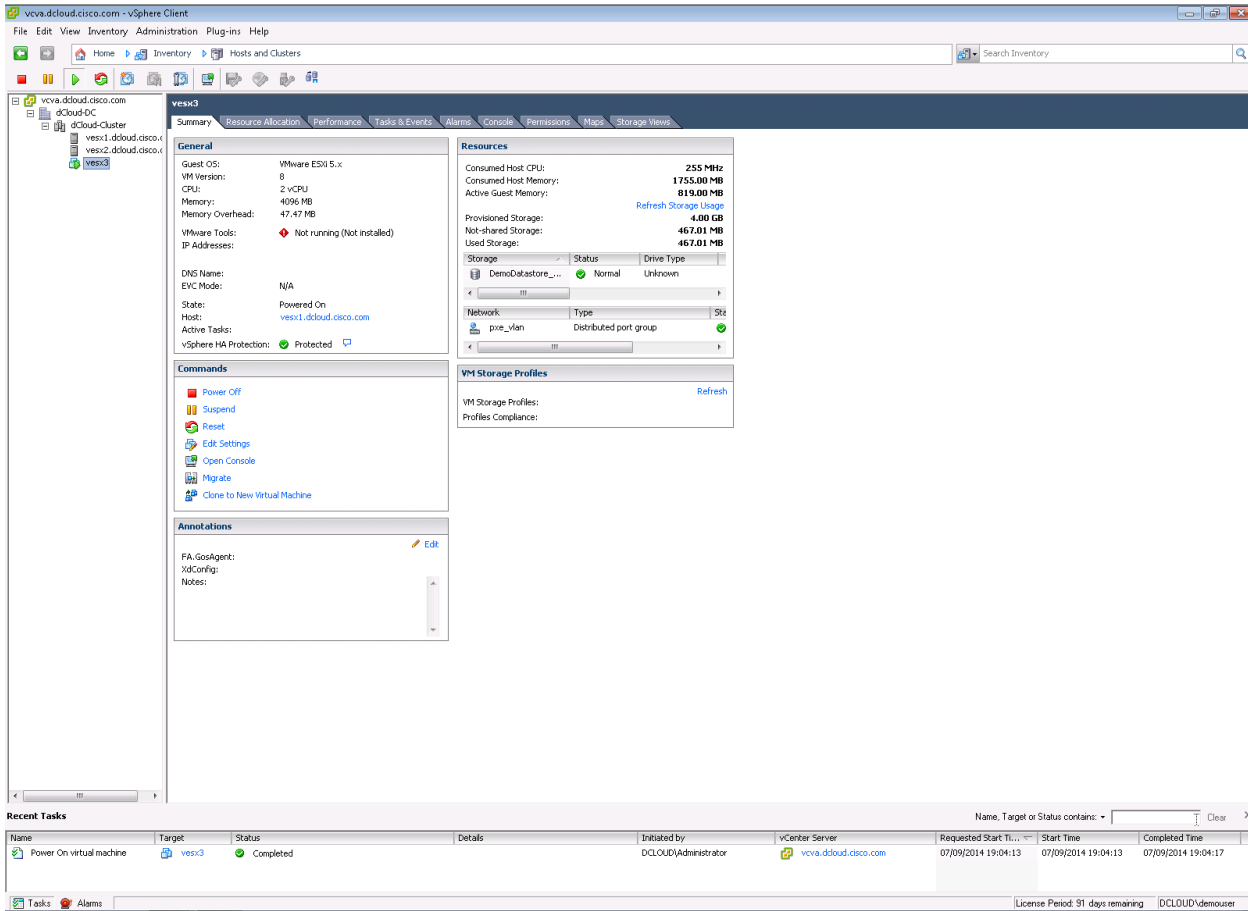 vcva.dcloud.cisco.com - vSphere Client
File Edit View Inventory Administration Plug-ins Help
Home Inventory Hosts and Clusters Search Inventory
vcva.dcloud.cisco.com
dCloud-DC
dCloud-Cluster
vesx1.dcloud.cisco.c
vesx2.dcloud.cisco.c
vesx3
vesx3
Summary Resource Allocation Performance Tasks & Events Alarms Console Permissions Maps Storage Views
General
Guest OS: VMware ESXi 5.x
VM Version: 8
CPU: 2 vCPU
Memory: 4096 MB
Memory Overhead: 47.47 MB
VMware Tools: Not running (Not installed)
IP Addresses:
DNS Name:
EVC Mode: N/A
State: Powered On
Host: vesx1.dcloud.cisco.com
Active Tasks:
vSphere HA Protection: Protected
Commands
Power Off
Suspend
Reset
Edit Settings
Open Console
Migrate
Clone to New Virtual Machine
Annotations
Edit
FA.GosAgent:
XdConfig:
Notes:
Resources
Consumed Host CPU: 255 MHz
Consumed Host Memory: 1755.00 MB
Active Guest Memory: 819.00 MB
Refresh Storage Usage
Provisioned Storage: 4.00 GB
Not-shared Storage: 467.01 MB
Used Storage: 467.01 MB
Storage Status Drive Type
DemoDatastore_... Normal Unknown
Network Type Sta
pxe_vlan Distributed port group
VM Storage Profiles
Refresh
VM Storage Profiles:
Profiles Compliance:
Recent Tasks Name, Target or Status contains: Clear
Name Target Status Details Initiated by vCenter Server Requested Start Ti... Start Time Completed Time
Power On virtual machine vesx3 Completed DCLOUD\Administrator vcva.dcloud.cisco.com 07/09/2014 19:04:13 07/09/2014 19:04:13 07/09/2014 19:04:17
Tasks Alarms License Period: 91 days remaining DCLOUD\demouser